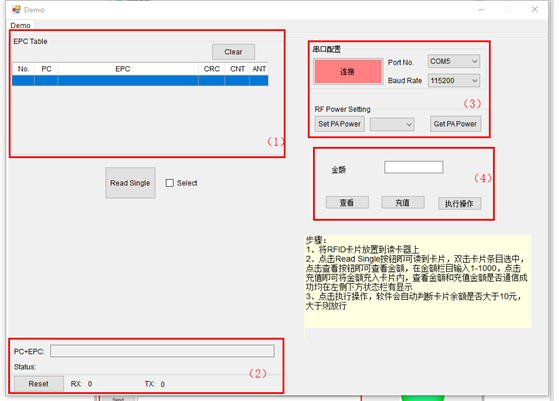 Demo
Demo
EPC Table
Clear
No. PC EPC CRC CNT ANT
(1)
Read Single Select
串口配置
连接
Port No. COM5
Baud Rate 115200
(3)
RF Power Setting
Set PA Power Get PA Power
金额
(4)
查看 充值 执行操作
步骤:
1、将RFID卡片放置到读卡器上
2、点击Read Single按钮即可读到卡片，双击卡片条目选中，
点击查看按钮即可查看金额，在金额栏目输入1-1000，点击
充值即可将金额充入卡片内，查看金额和充值金额是否通信成
功均在左侧下方状态栏有显示
3、点击执行操作，软件会自动判断卡片余额是否大于10元，
大于则放行
PC+EPC:
(2)
Status:
Reset RX: 0 TX: 0